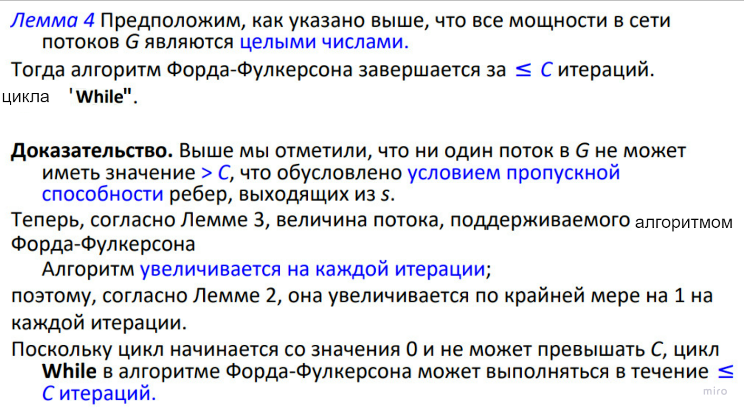 Лемма 4 Предположим, как указано выше, что все мощности в сети
потоков G являются целыми числами.
Тогда алгоритм Форда-Фулкерсона завершается за ≤ C итераций.
цикла 'While".
Доказательство. Выше мы отметили, что ни один поток в G не может
иметь значение > C, что обусловлено условием пропускной
способности ребер, выходящих из s.
Теперь, согласно Лемме 3, величина потока, поддерживаемого алгоритмом
Форда-Фулкерсона
Алгоритм увеличивается на каждой итерации;
поэтому, согласно Лемме 2, она увеличивается по крайней мере на 1 на
каждой итерации.
Поскольку цикл начинается со значения 0 и не может превышать C, цикл
While в алгоритме Форда-Фулкерсона может выполняться в течение ≤
C итераций.
miro